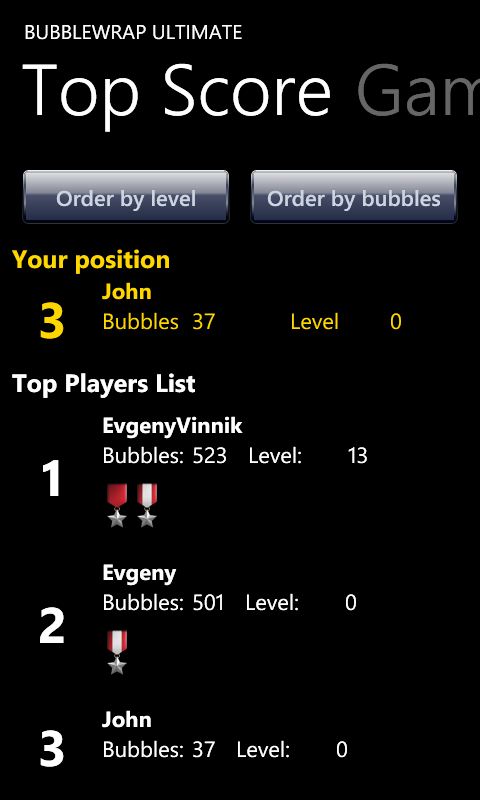 BUBBLEWRAP ULTIMATE
Top Score Gam
Order by level Order by bubbles
Your position
John
3
Bubbles 37 Level 0
Top Players List
EvgenyVinnik
Bubbles: 523 Level: 13
1
Evgeny
Bubbles: 501 Level: 0
2
John
3
Bubbles: 37 Level: 0